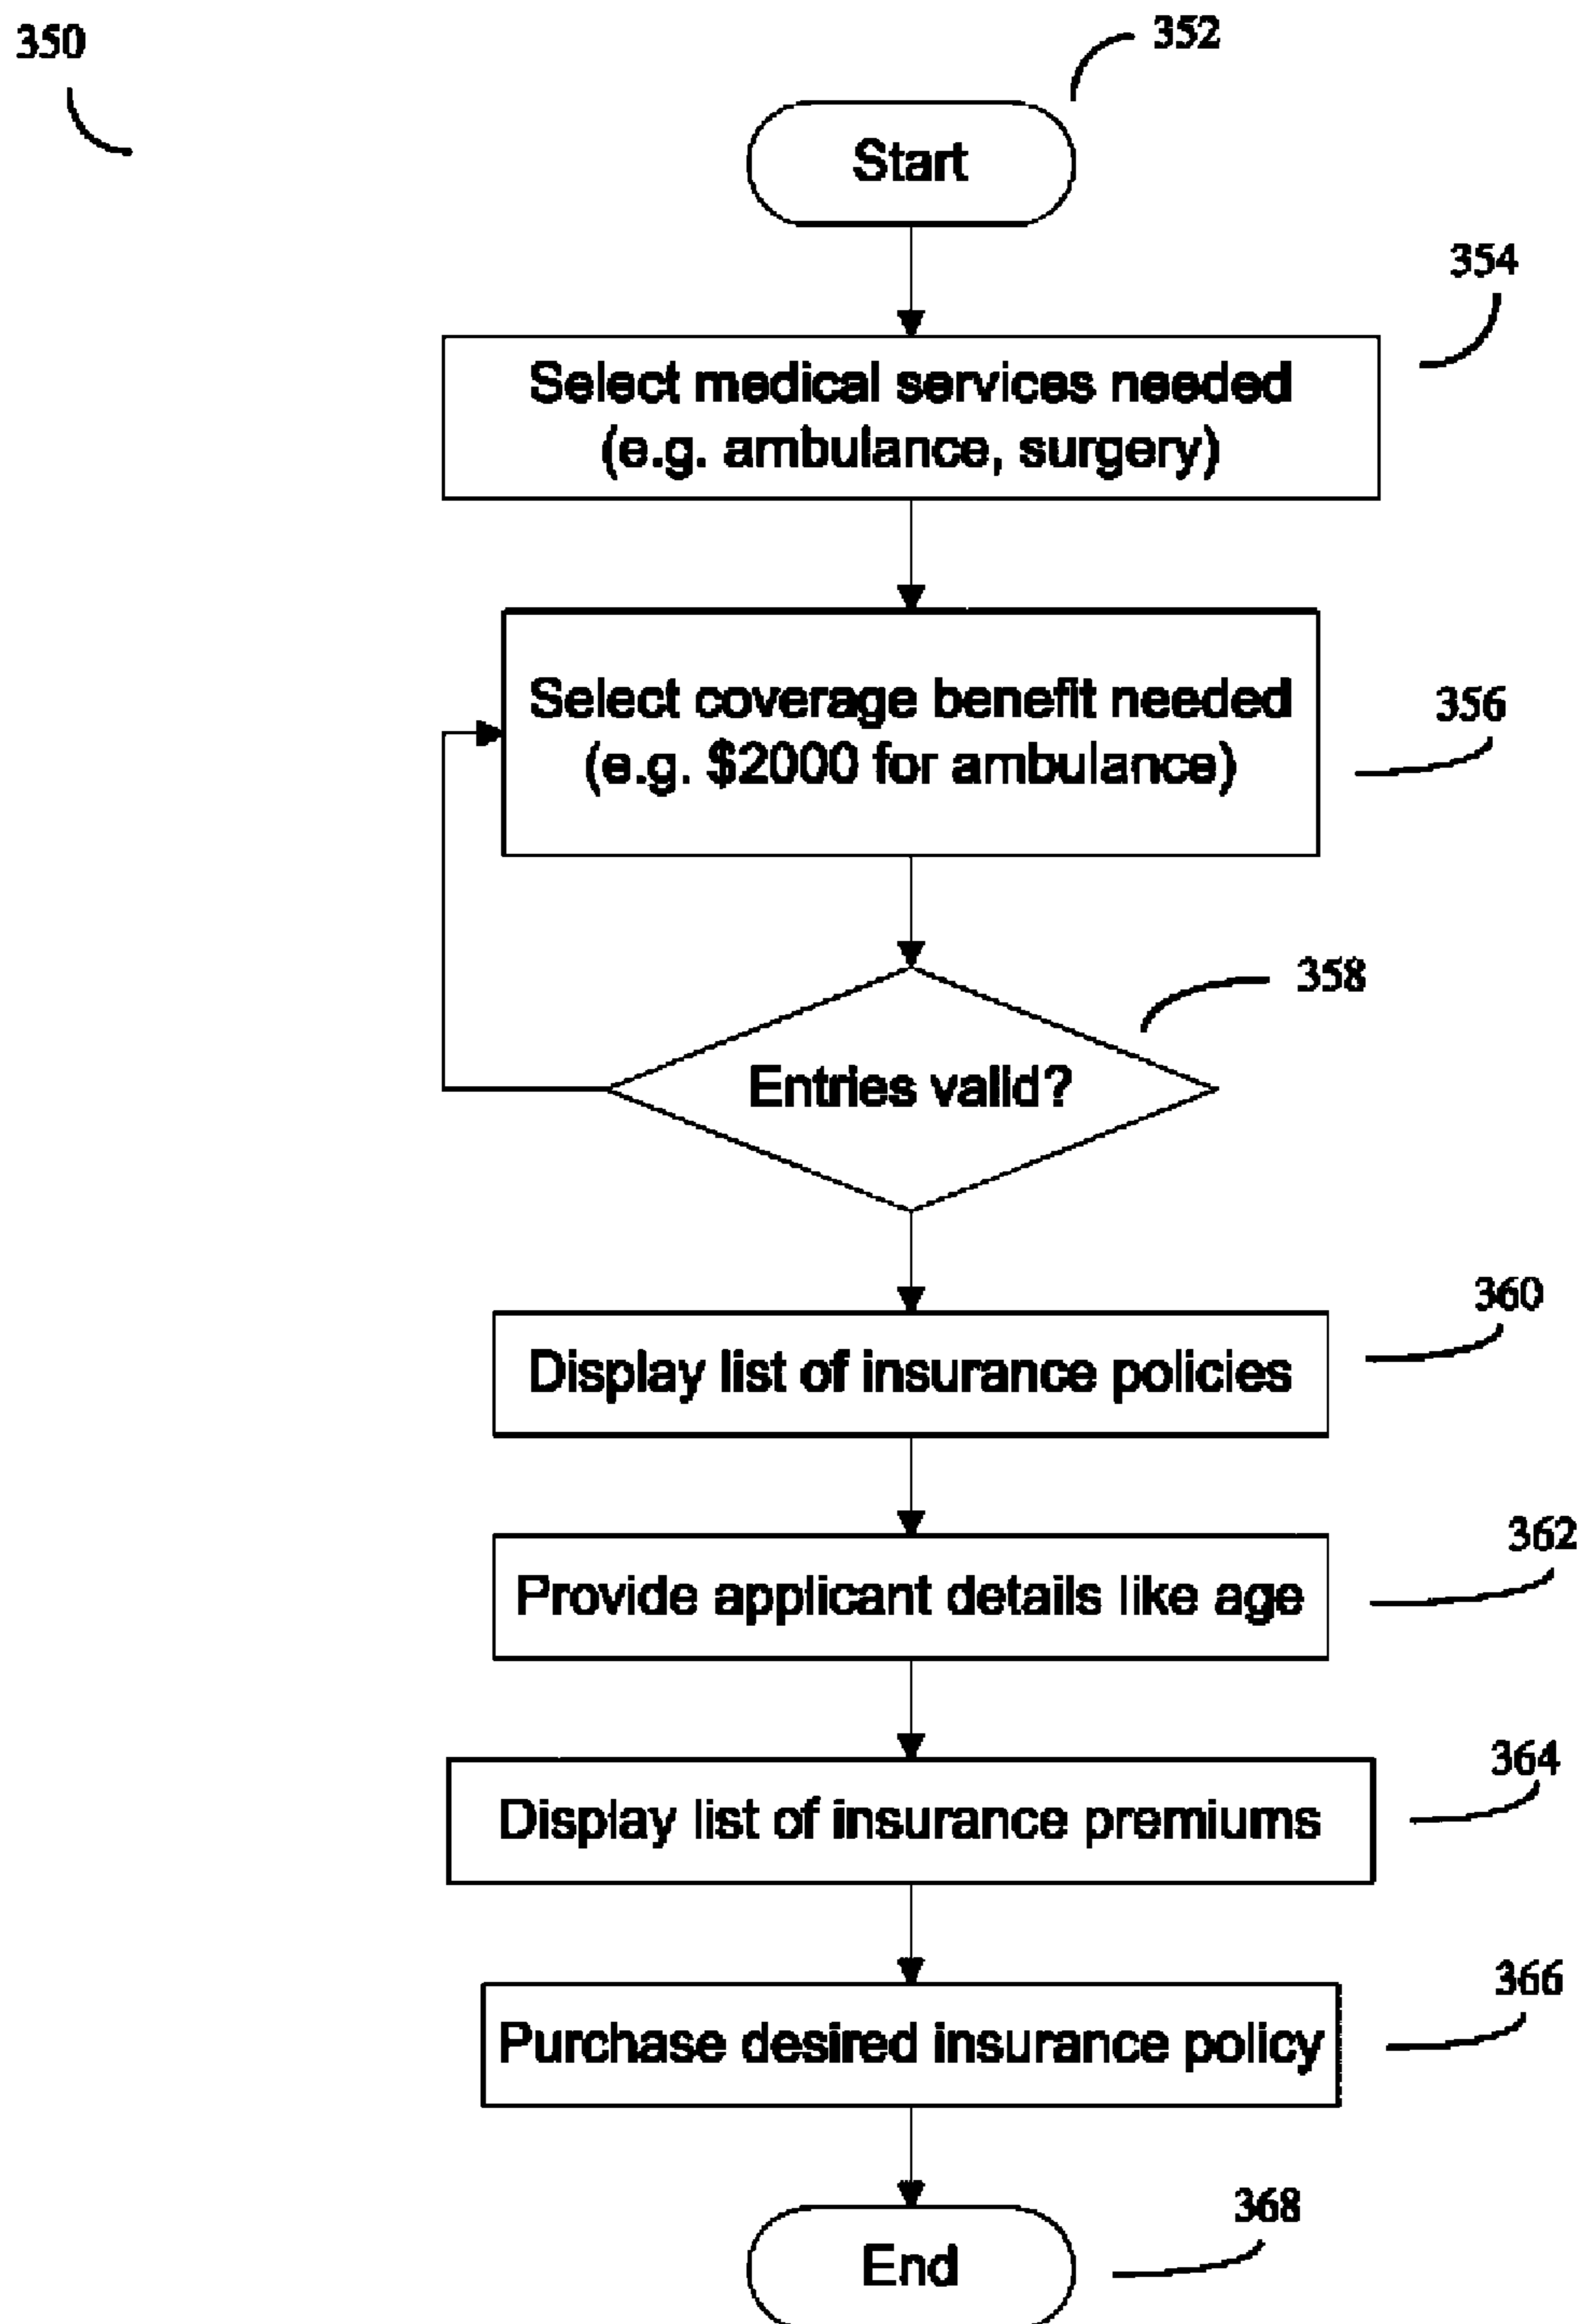 350
352
Start
354
Select medical services needed
(e.g. ambulance, surgery)
356
Select coverage benefit needed
(e.g. $2000 for ambulance)
358
Entries valid?
360
Display list of insurance policies
362
Provide applicant details like age
364
Display list of insurance premiums
366
Purchase desired insurance policy
368
End